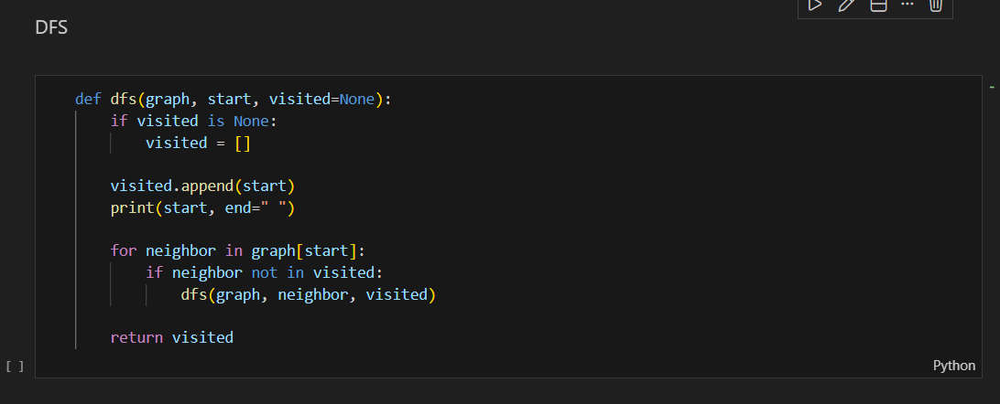 DFS
def dfs(graph, start, visited=None):
    if visited is None:
        visited = []

    visited.append(start)
    print(start, end=" ")

    for neighbor in graph[start]:
        if neighbor not in visited:
            dfs(graph, neighbor, visited)

    return visited
[ ]
Python